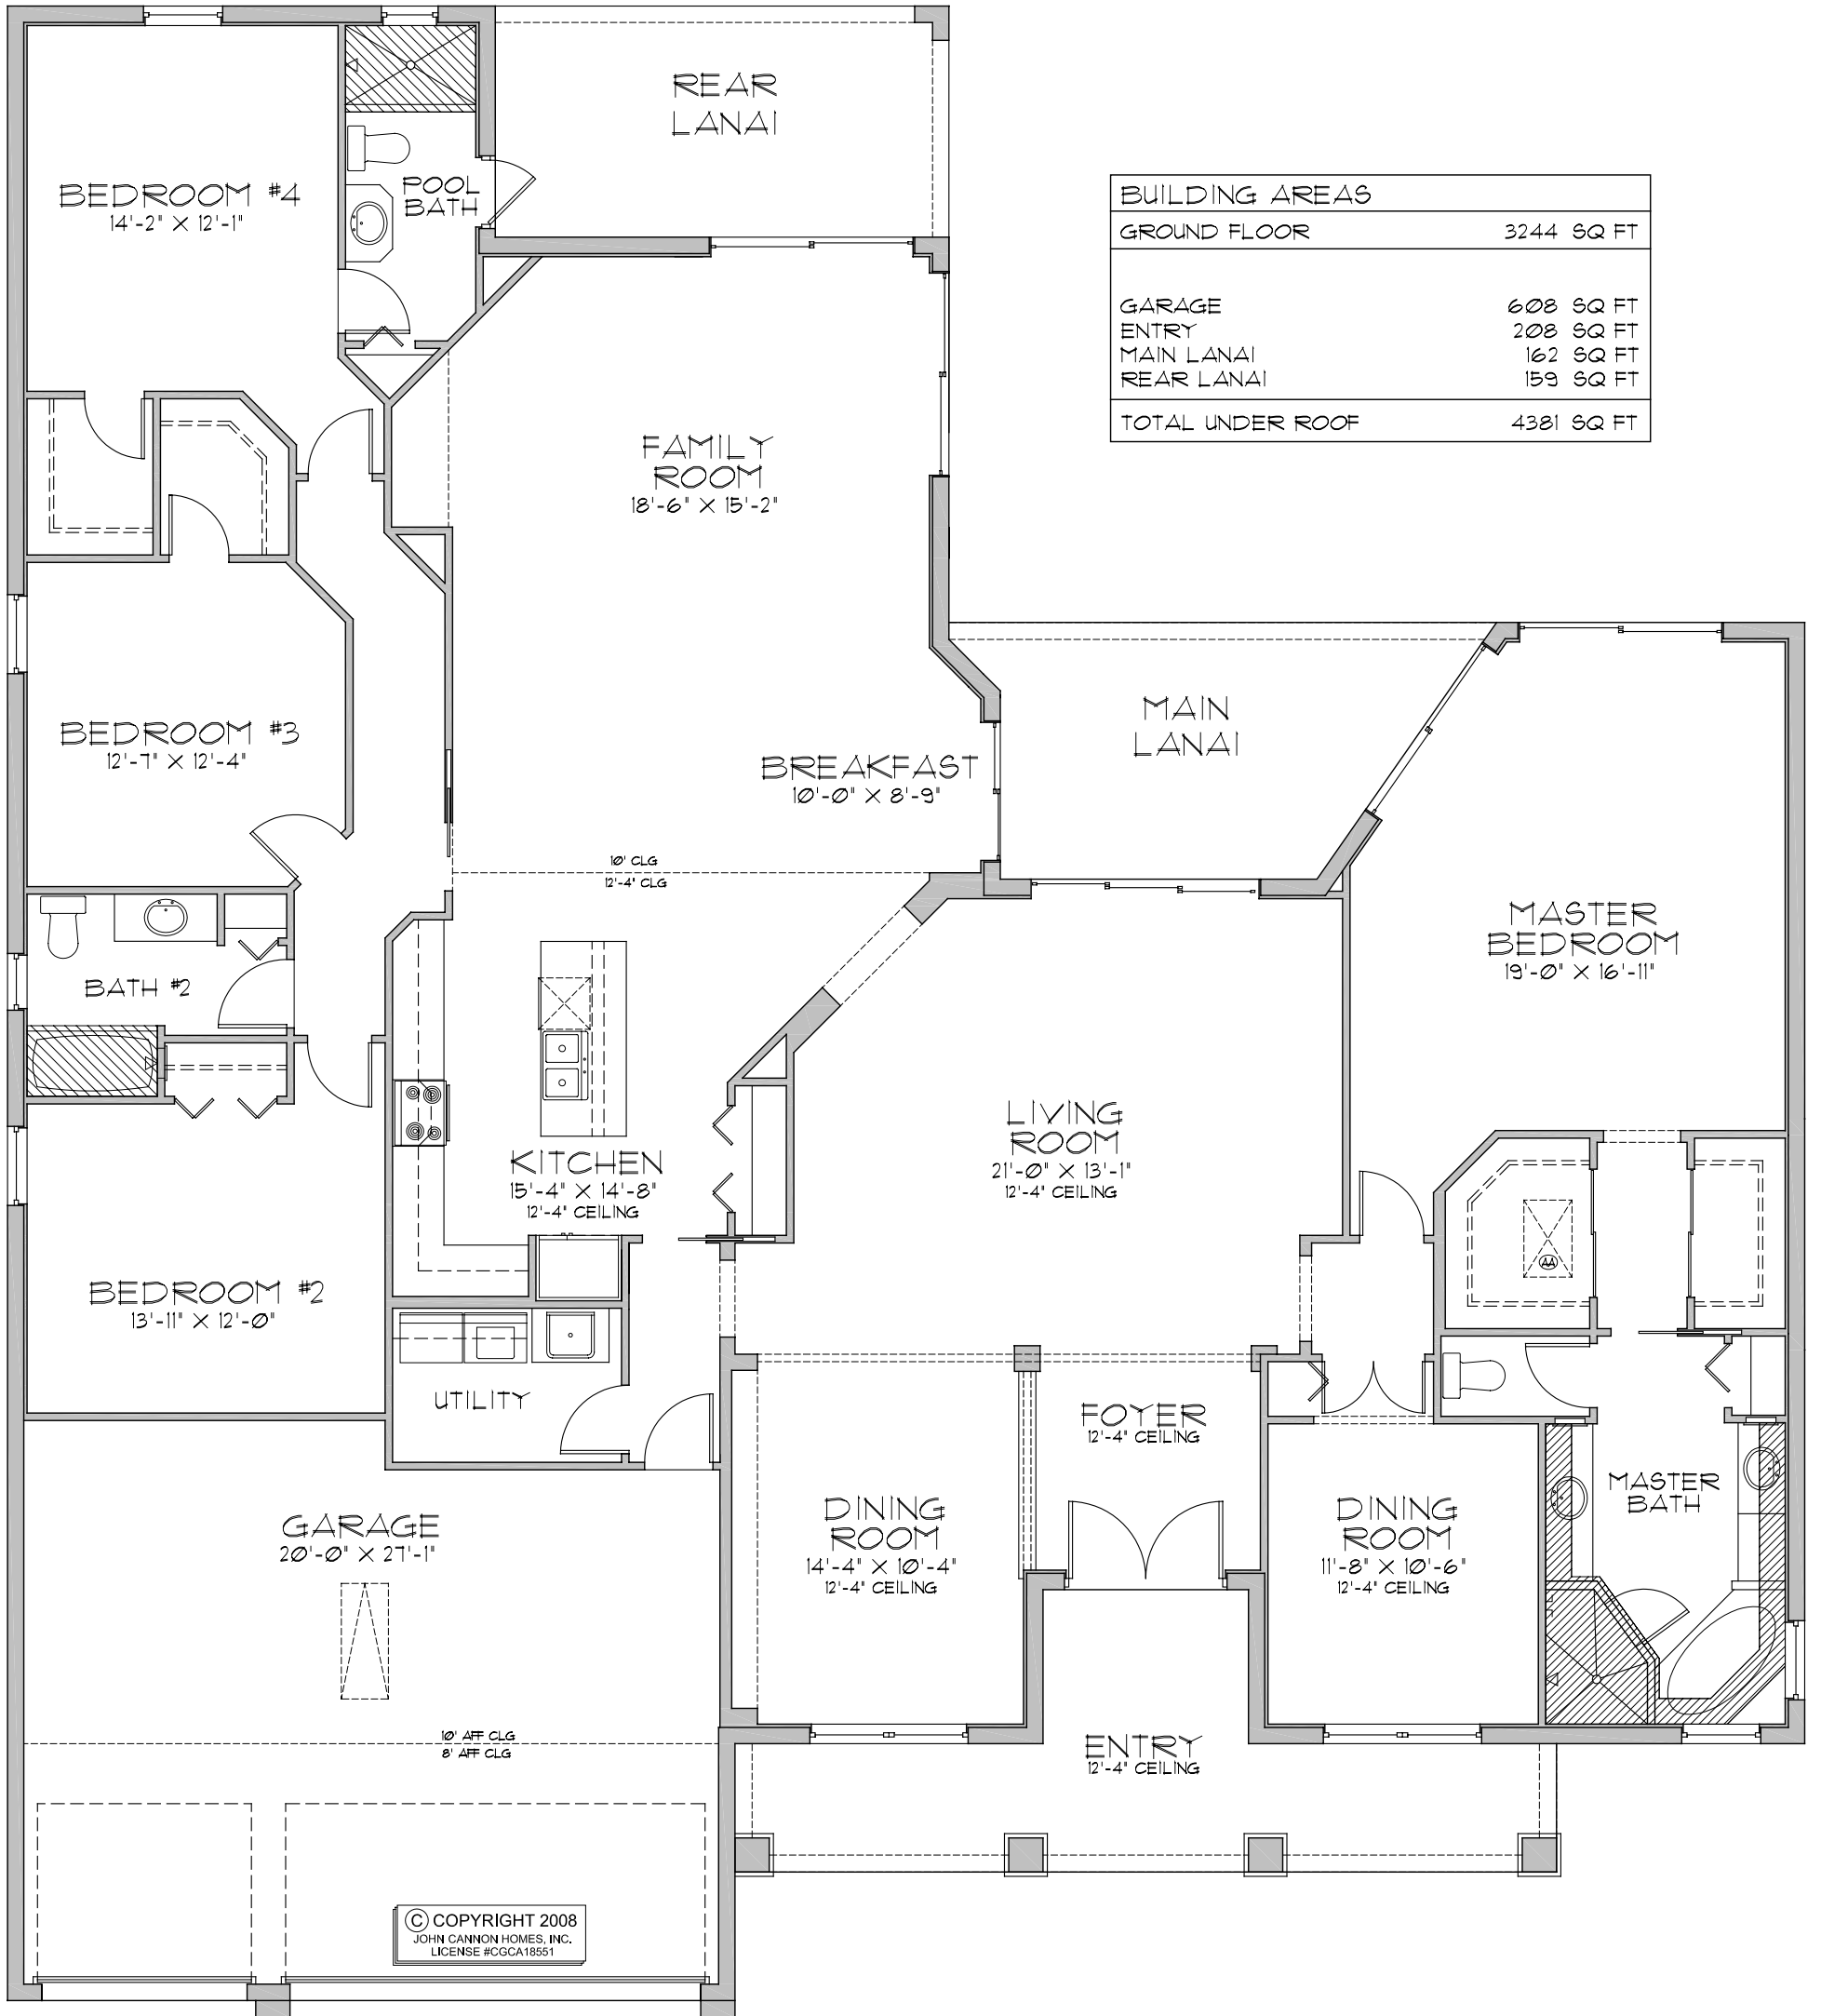 REAR
LANAI
BEDROOM #4
14'-2" X 12'-1"
POOL
BATH
BUILDING AREAS
GROUND FLOOR 3244 SQ FT
GARAGE 608 SQ FT
ENTRY 208 SQ FT
MAIN LANAI 162 SQ FT
REAR LANAI 159 SQ FT
TOTAL UNDER ROOF 4381 SQ FT
FAMILY
ROOM
18'-6" X 15'-2"
BEDROOM #3
12'-7" X 12'-4"
MAIN
LANAI
BREAKFAST
10'-0" X 8'-9"
10' CLG
12'-4" CLG
MASTER
BEDROOM
19'-0" X 16'-11"
BATH #2
LIVING
ROOM
21'-0" X 13'-1"
12'-4" CEILING
KITCHEN
15'-4" X 14'-8"
12'-4" CEILING
AA
BEDROOM #2
13'-11" X 12'-0"
UTILITY
FOYER
12'-4" CEILING
MASTER
BATH
GARAGE
20'-0" X 27'-1"
DINING
ROOM
14'-4" X 10'-4"
12'-4" CEILING
DINING
ROOM
11'-8" X 10'-6"
12'-4" CEILING
10' AFF CLG
8' AFF CLG
ENTRY
12'-4" CEILING
© COPYRIGHT 2008
JOHN CANNON HOMES, INC.
LICENSE #CGCA18551